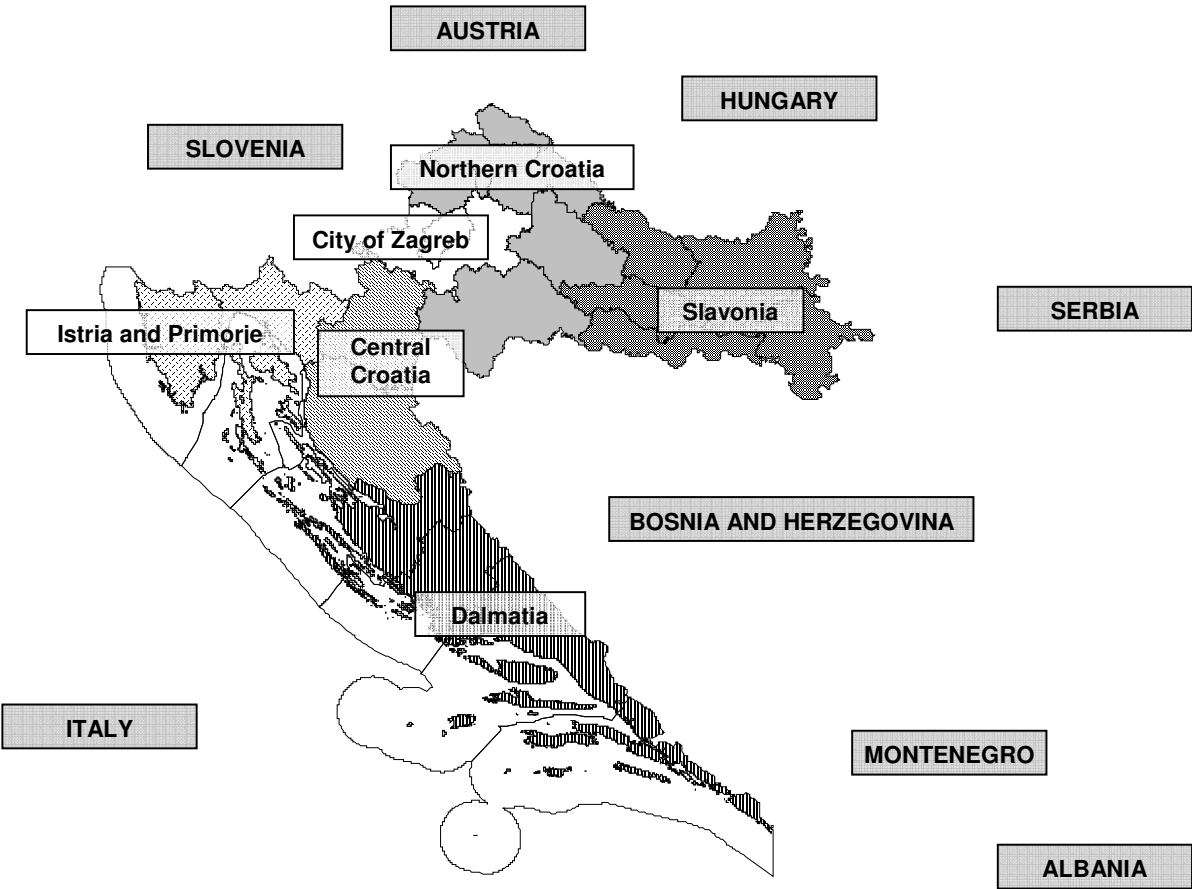 AUSTRIA
HUNGARY
SLOVENIA
Northern Croatia
City of Zagreb
Slavonia
SERBIA
Istria and Primorje
Central
Croatia
BOSNIA AND HERZEGOVINA
Dalmatia
ITALY
MONTENEGRO
ALBANIA